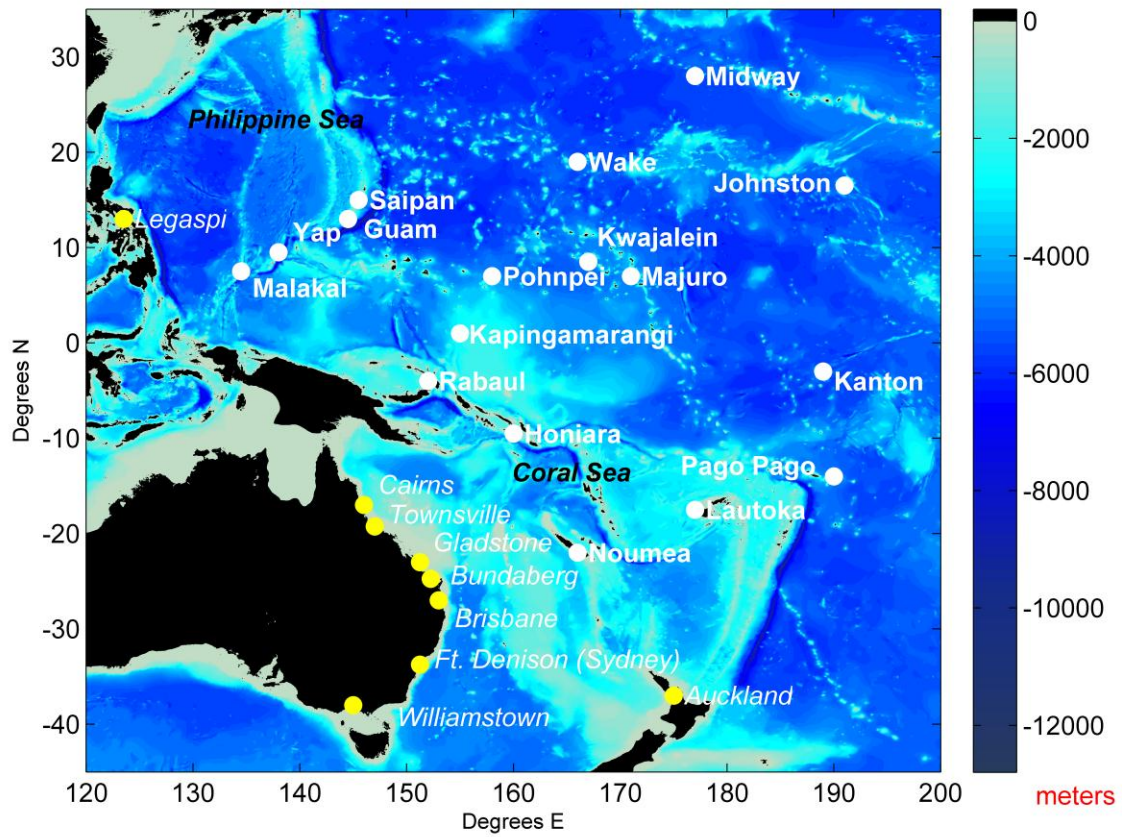 30
20
10
0
-10
-20
-30
-40
Degrees N
120
130
140
150
160
170
180
190
200
Degrees E
Midway
Philippine Sea
Wake
Johnston
Saipan
Legaspi
Guam
Yap
Kwajalein
Malakal
Pohnpei
Majuro
Kapingamarangi
Rabaul
Kanton
Honiara
Coral Sea
Pago Pago
Cairns
Lautoka
Townsville
Gladstone
Noumea
Bundaberg
Brisbane
Ft. Denison (Sydney)
Auckland
Williamstown
0
-2000
-4000
-6000
-8000
-10000
-12000
meters